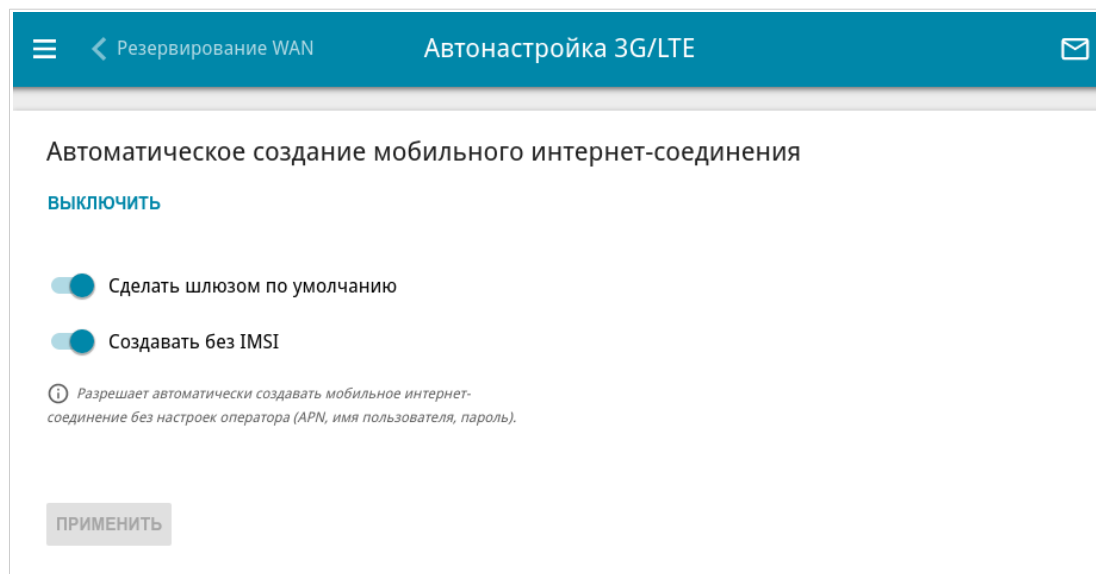 Резервирование WAN
Автонастройка 3G/LTE
Автоматическое создание мобильного интернет-соединения
ВЫКЛЮЧИТЬ
Сделать шлюзом по умолчанию
Создавать без IMSI
Разрешает автоматически создавать мобильное интернет-
соединение без настроек оператора (APN, имя пользователя, пароль).
ПРИМЕНИТЬ